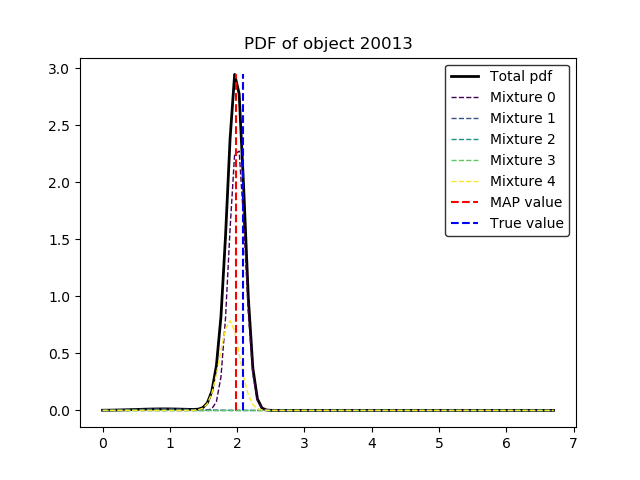 PDF of object 20013
3.0
2.5
2.0
1.5
1.0
0.5
0.0
0 1 2 3 4 5 6 7
Total pdf
Mixture 0
Mixture 1
Mixture 2
Mixture 3
Mixture 4
MAP value
True value